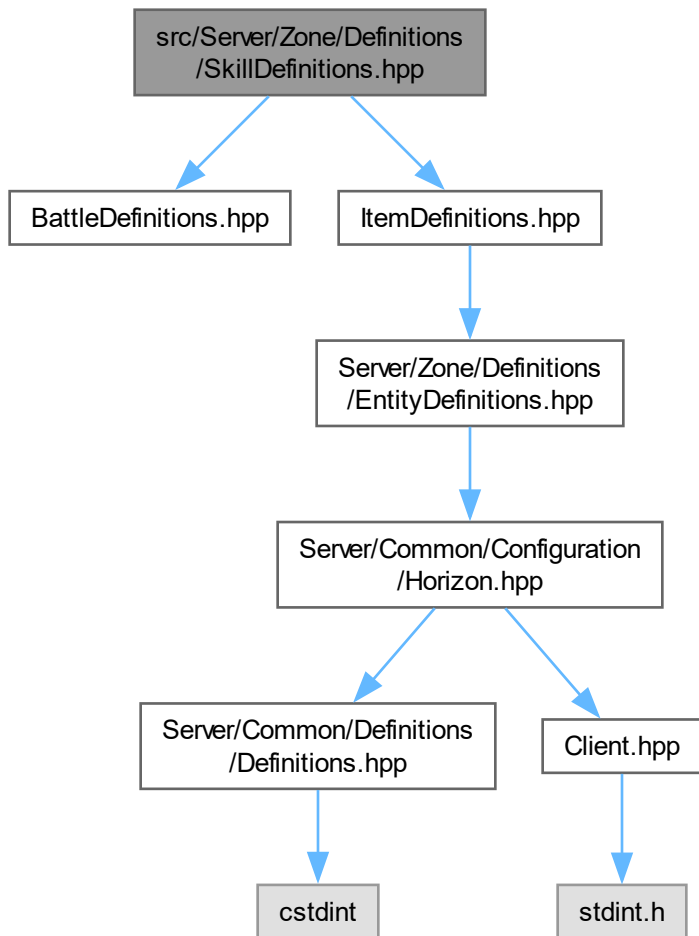 src/Server/Zone/Definitions
/SkillDefinitions.hpp
BattleDefinitions.hpp
ItemDefinitions.hpp
Server/Zone/Definitions
/EntityDefinitions.hpp
Server/Common/Configuration
/Horizon.hpp
Server/Common/Definitions
/Definitions.hpp
Client.hpp
cstdint
stdint.h